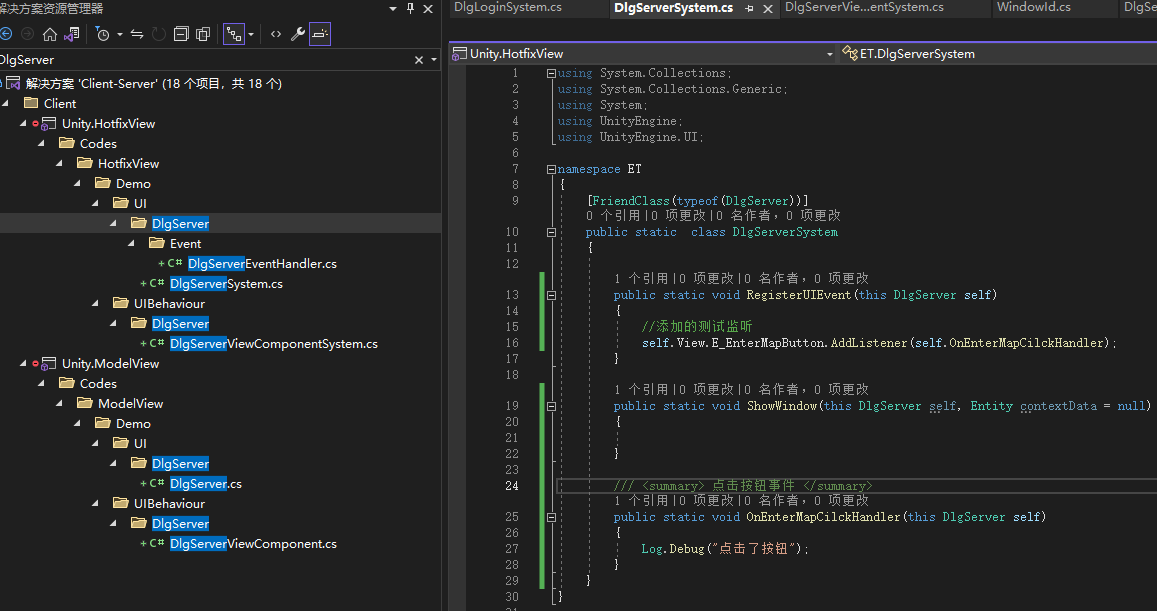 解决方案资源管理器
DlgServer
解决方案 'Client-Server' (18 个项目，共 18 个)
Client
Unity.HotfixView
Codes
HotfixView
Demo
UI
DlgServer
Event
DlgServerEventHandler.cs
DlgServerSystem.cs
UIBehaviour
DlgServer
DlgServerViewComponentSystem.cs
Unity.ModelView
Codes
ModelView
Demo
UI
DlgServer
DlgServer.cs
UIBehaviour
DlgServer
DlgServerViewComponent.cs
DlgLoginSystem.cs DlgServerSystem.cs DlgServerVie...entSystem.cs WindowId.cs DlgSe
Unity.HotfixView ET.DlgServerSystem
1 using System.Collections;
2 using System.Collections.Generic;
3 using System;
4 using UnityEngine;
5 using UnityEngine.UI;
6
7 namespace ET
8 {
9 [FriendClass(typeof(DlgServer))]
0 个引用|0 项更改|0 名作者，0 项更改
10 public static  class DlgServerSystem
11 {
12
1 个引用|0 项更改|0 名作者，0 项更改
13 public static void RegisterUIEvent(this DlgServer self)
14 {
15 //添加的测试监听
16 self.View.E_EnterMapButton.AddListener(self.OnEnterMapCilckHandler);
17 }
18
1 个引用|0 项更改|0 名作者，0 项更改
19 public static void ShowWindow(this DlgServer self, Entity contextData = null)
20 {
21
22 }
23
24 /// <summary> 点击按钮事件 </summary>
1 个引用|0 项更改|0 名作者，0 项更改
25 public static void OnEnterMapCilckHandler(this DlgServer self)
26 {
27 Log.Debug("点击了按钮");
28 }
29 }
30 }